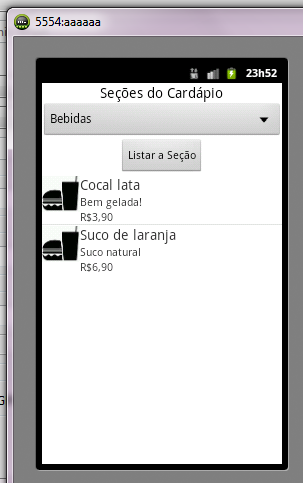 5554:aaaaaa
23h52
Seções do Cardápio
Bebidas
Listar a Seção
Cocal lata
Bem gelada!
R$3,90
Suco de laranja
Suco natural
R$6,90